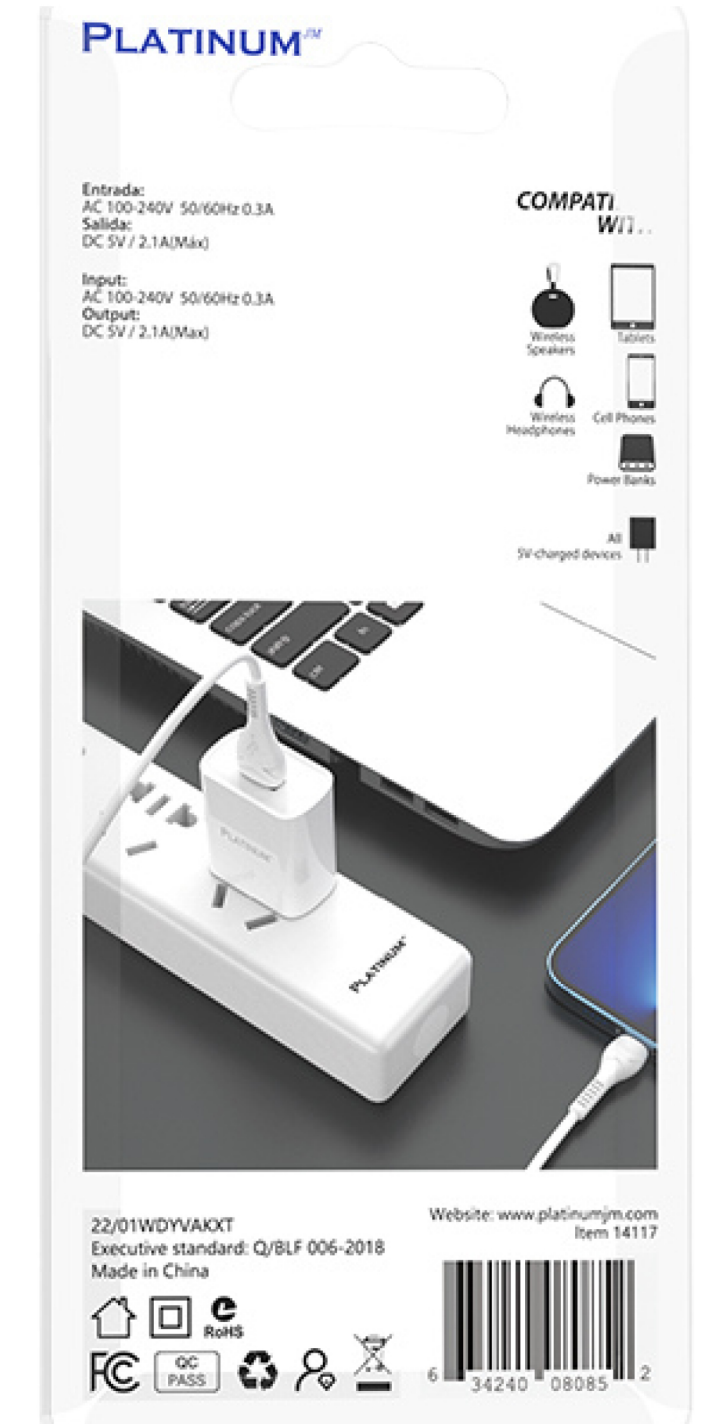 PLATINUM JM
Entrada:
AC 100-240V 50/60Hz 0.3A
Salida:
DC 5V / 2.1A(Máx)
Input:
AC 100-240V 50/60Hz 0.3A
Output:
DC 5V / 2.1A(Max)
COMPATI
WIT
Wireless
Speakers
Tablets
Wireless
Headphones
Cell Phones
Power Banks
All
5V-charged devices
PLATINUM
PLATINUM
22/01WDYVAKXT
Executive standard: Q/BLF 006-2018
Made in China
Website: www.platinumjm.com
Item 14117
RoHS
FC
QC
PASS
6 34240 08085 2